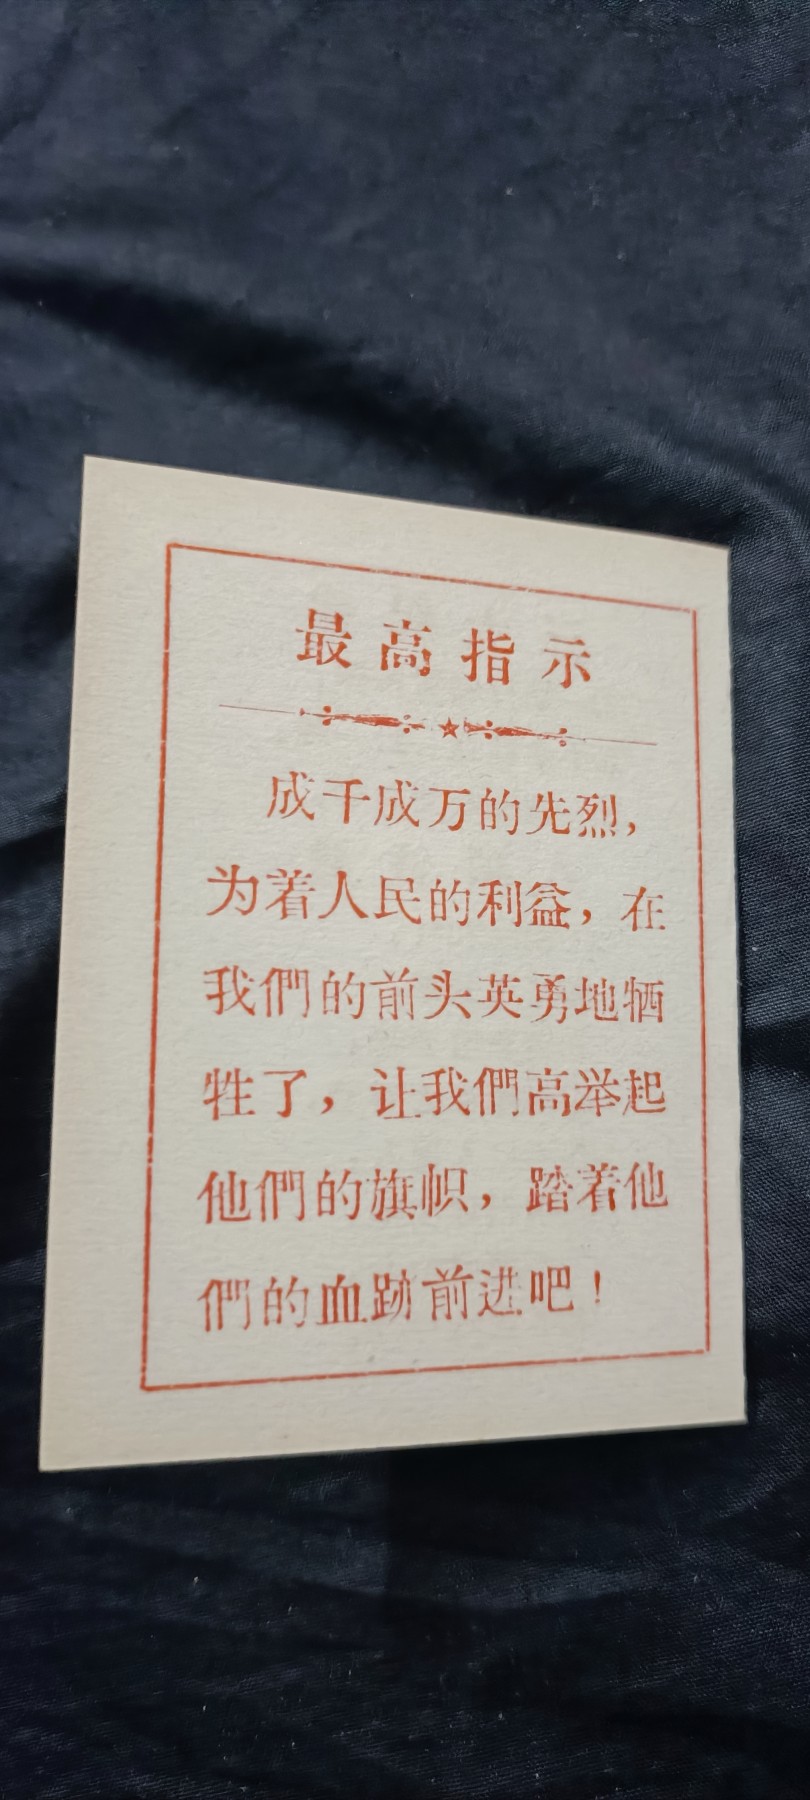 最高指示
成千成万的先烈，
为着人民的利益，在
我們的前头英勇地牺
牲了，让我們高举起
他們的旗帜，踏着他
們的血跡前进吧！